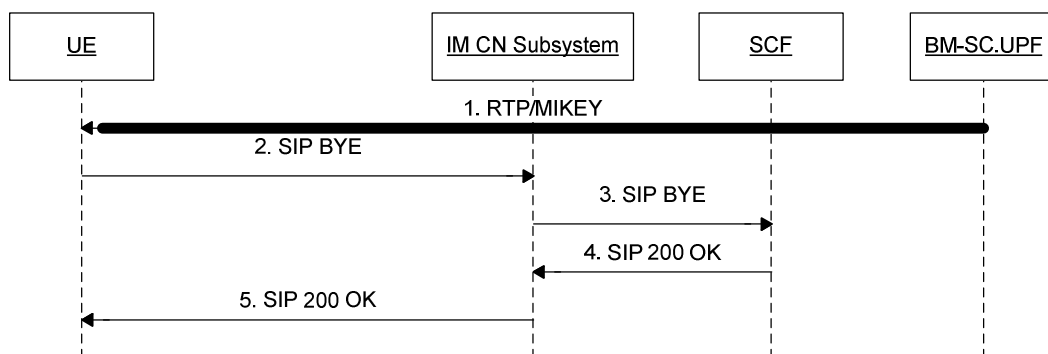 UE
IM CN Subsystem
SCF
BM-SC.UPF
1. RTP/MIKEY
2. SIP BYE
3. SIP BYE
4. SIP 200 OK
5. SIP 200 OK